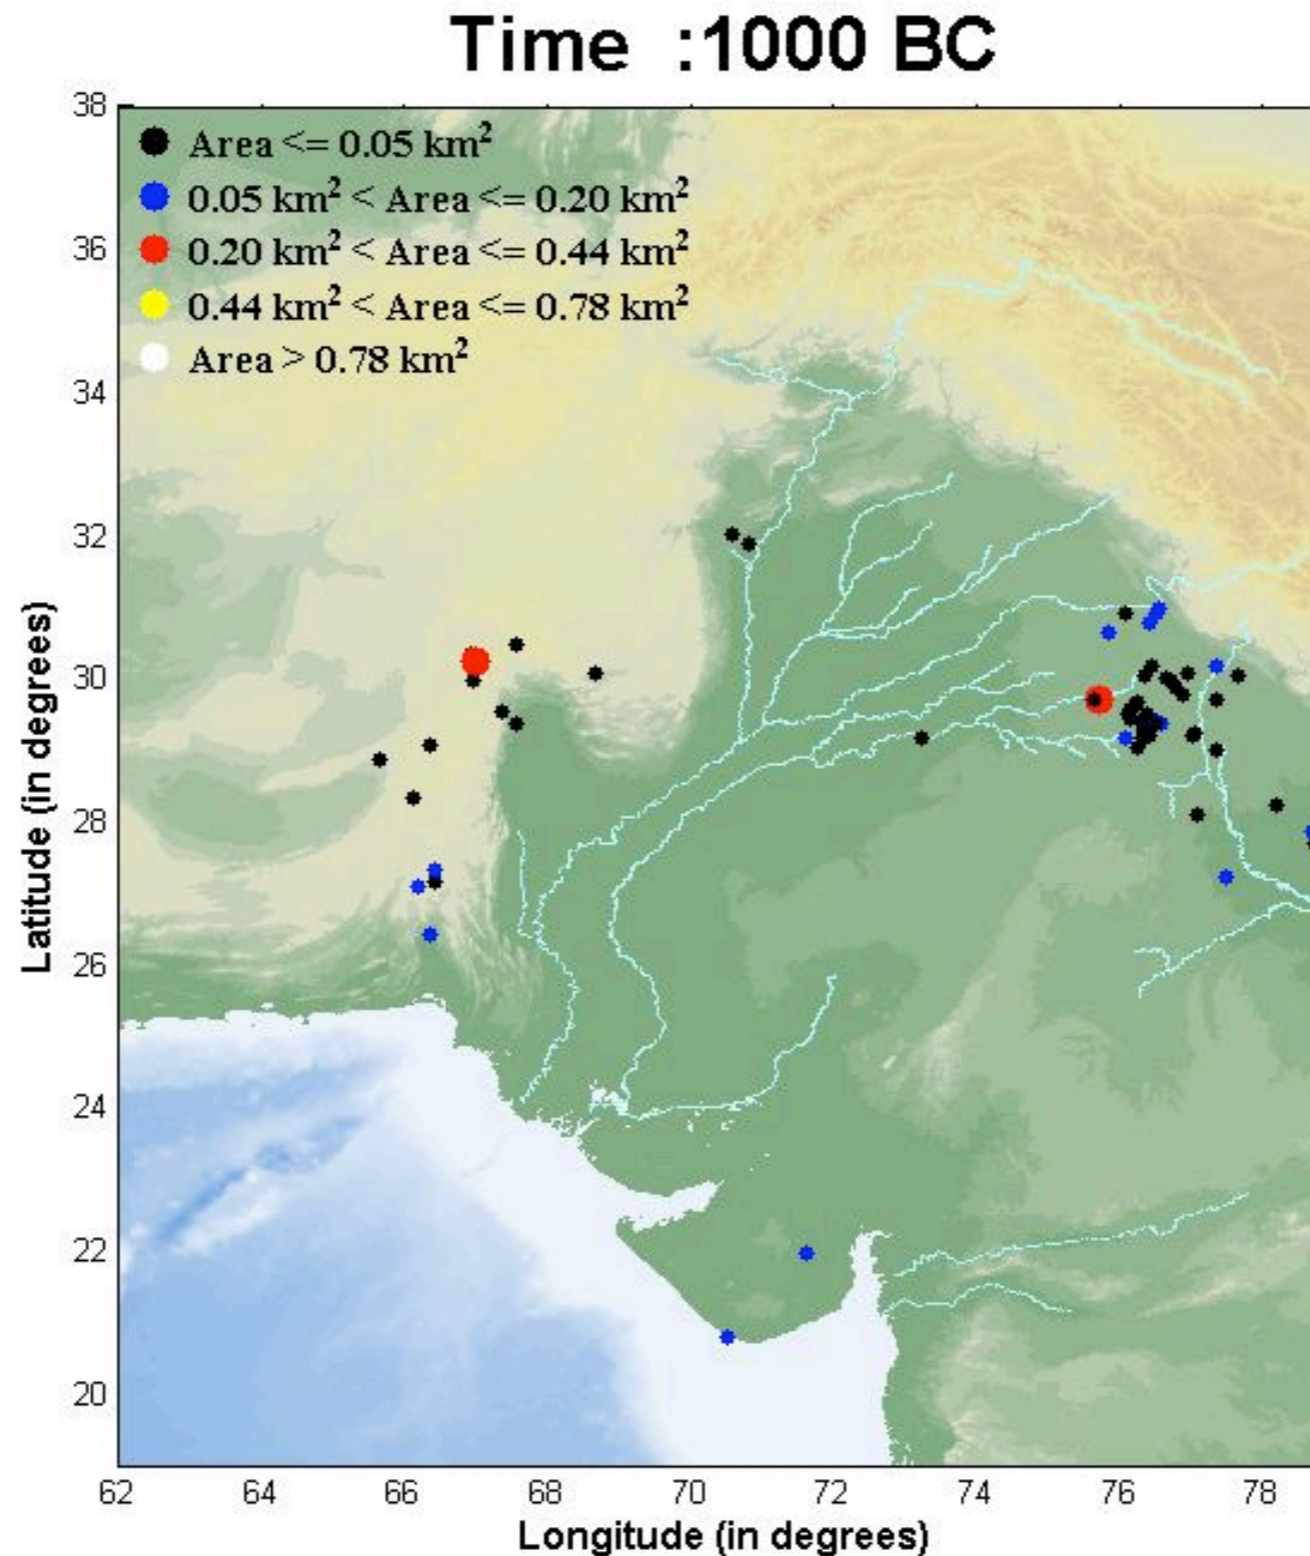 Time :1000 BC
Area <= 0.05 km²
0.05 km² < Area <= 0.20 km²
0.20 km² < Area <= 0.44 km²
0.44 km² < Area <= 0.78 km²
Area > 0.78 km²
38
36
34
32
30
28
26
24
22
20
Latitude (in degrees)
62 64 66 68 70 72 74 76 78
Longitude (in degrees)